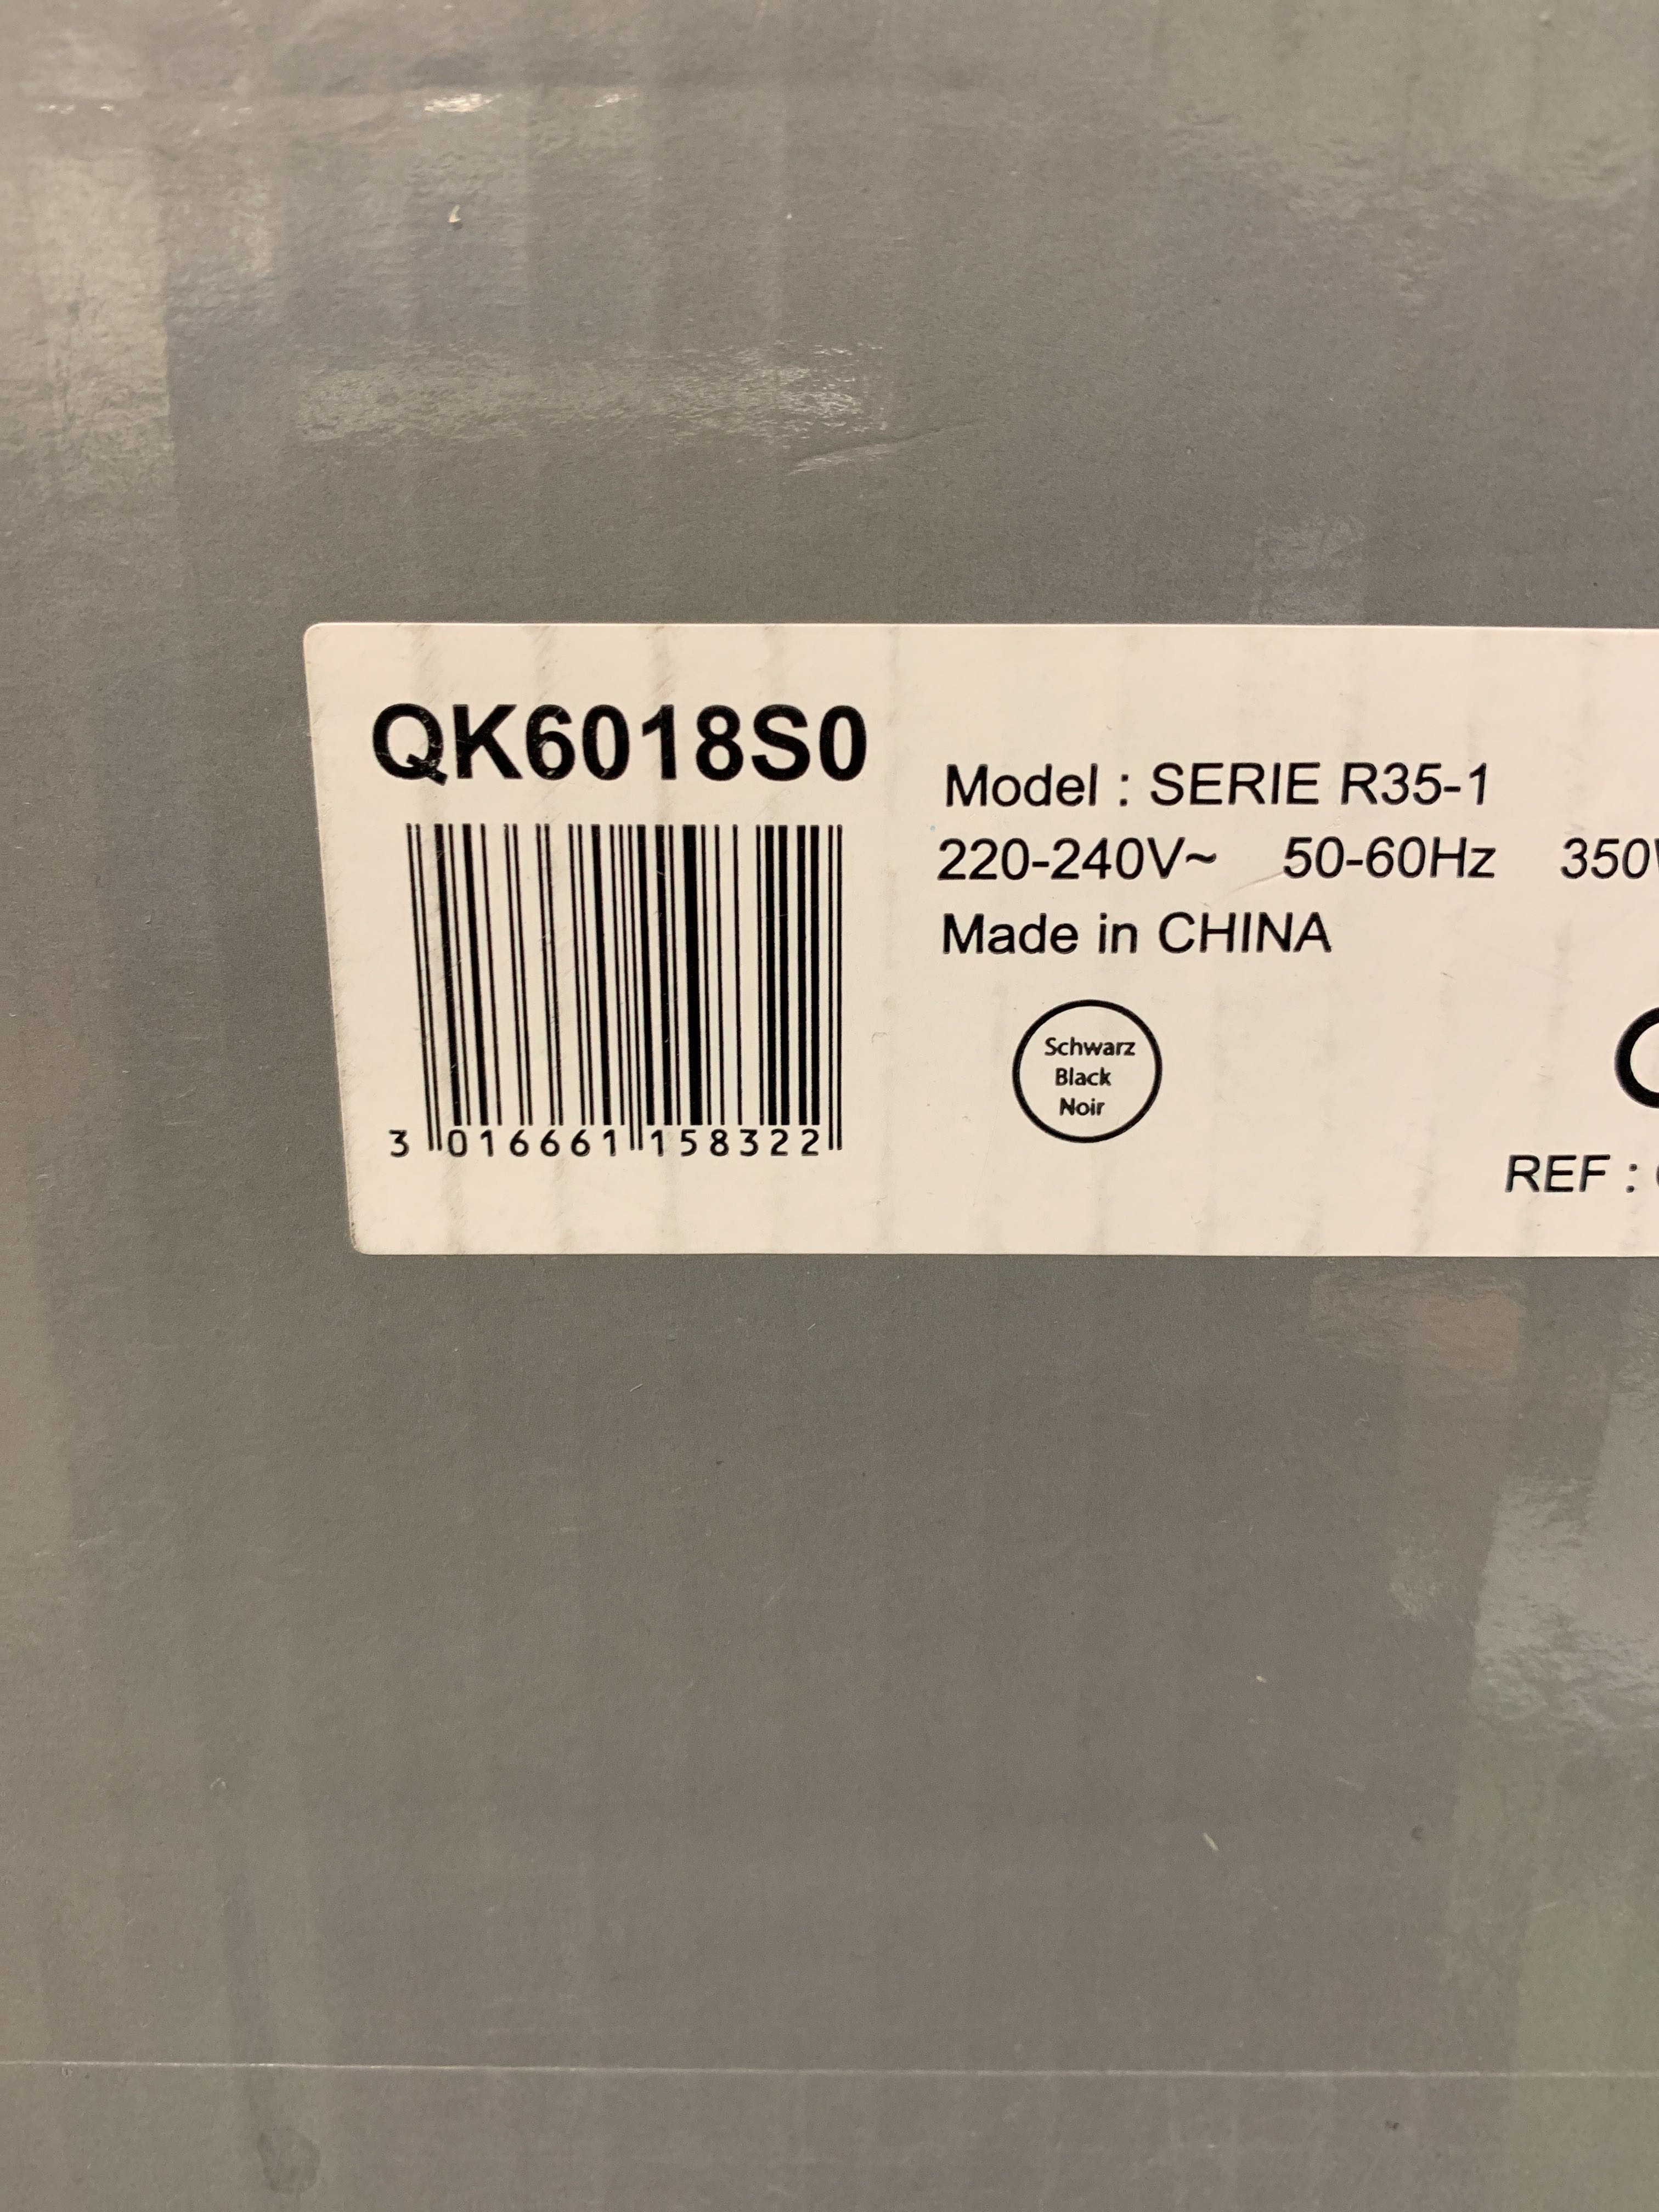 QK6018S0
Model : SERIE R35-1
220-240V~ 50-60Hz 350W
Made in CHINA
Schwarz
Black
Noir
3 016661 158322
REF :